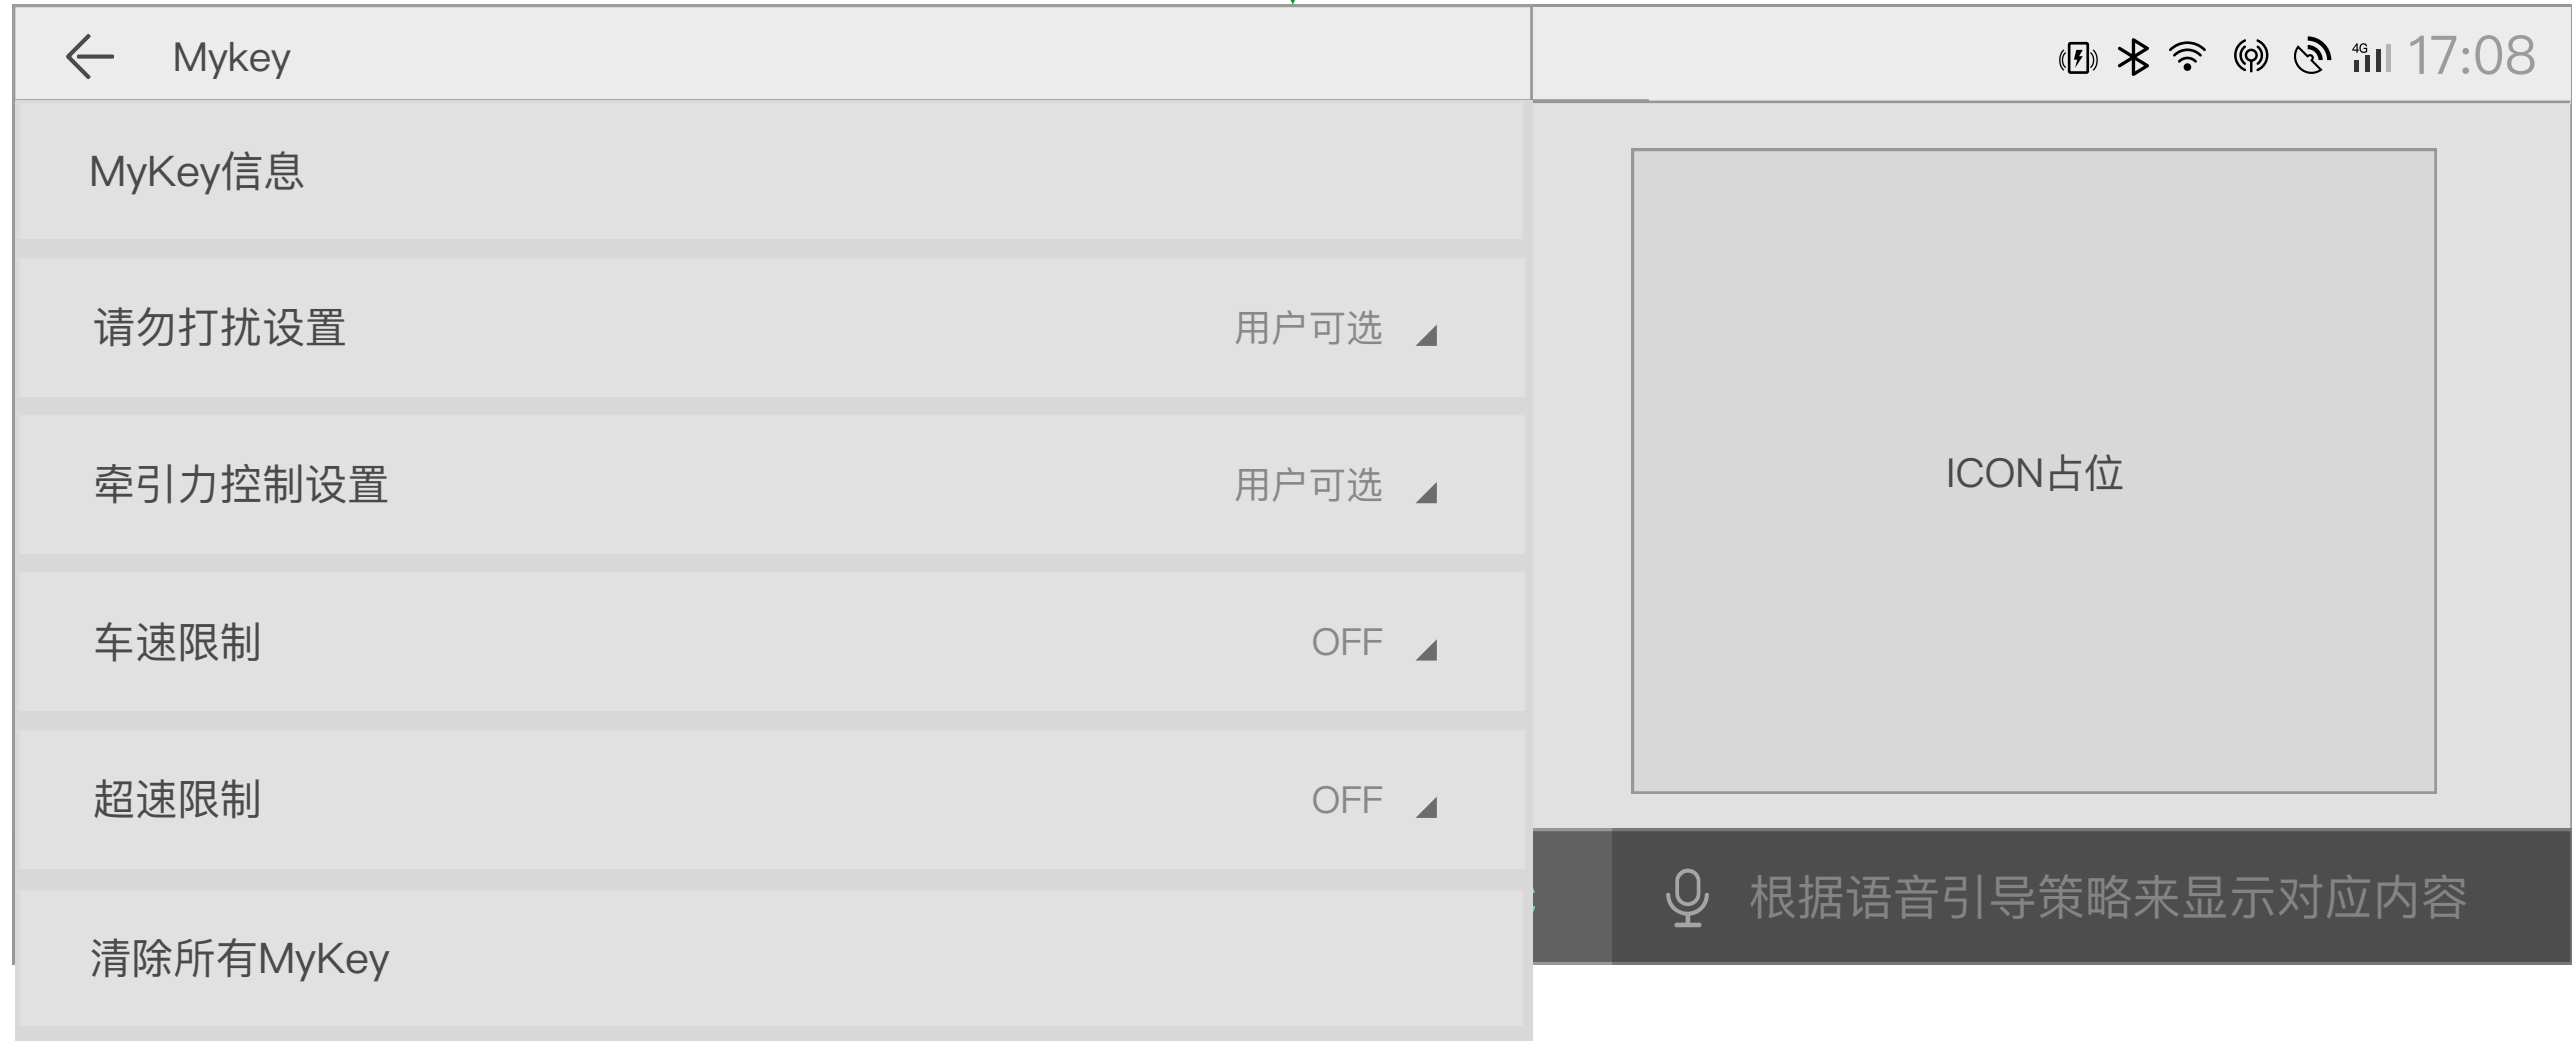 Mykey
4G 17:08
MyKey信息
请勿打扰设置 用户可选
牵引力控制设置 用户可选
车速限制 OFF
超速限制 OFF
清除所有MyKey
ICON占位
根据语音引导策略来显示对应内容